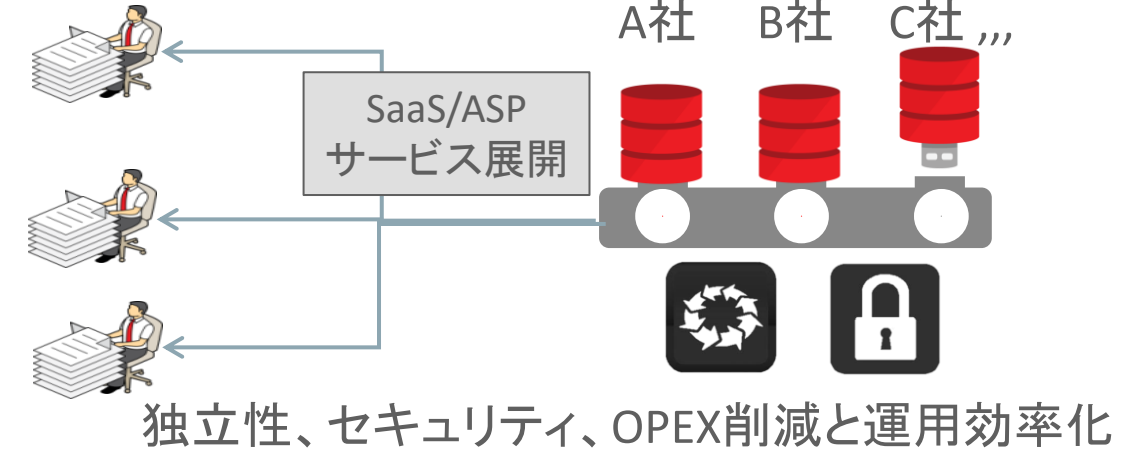 A社 B社 C社 ,,,
SaaS/ASP
サービス展開
独立性、セキュリティ、OPEX削減と運用効率化